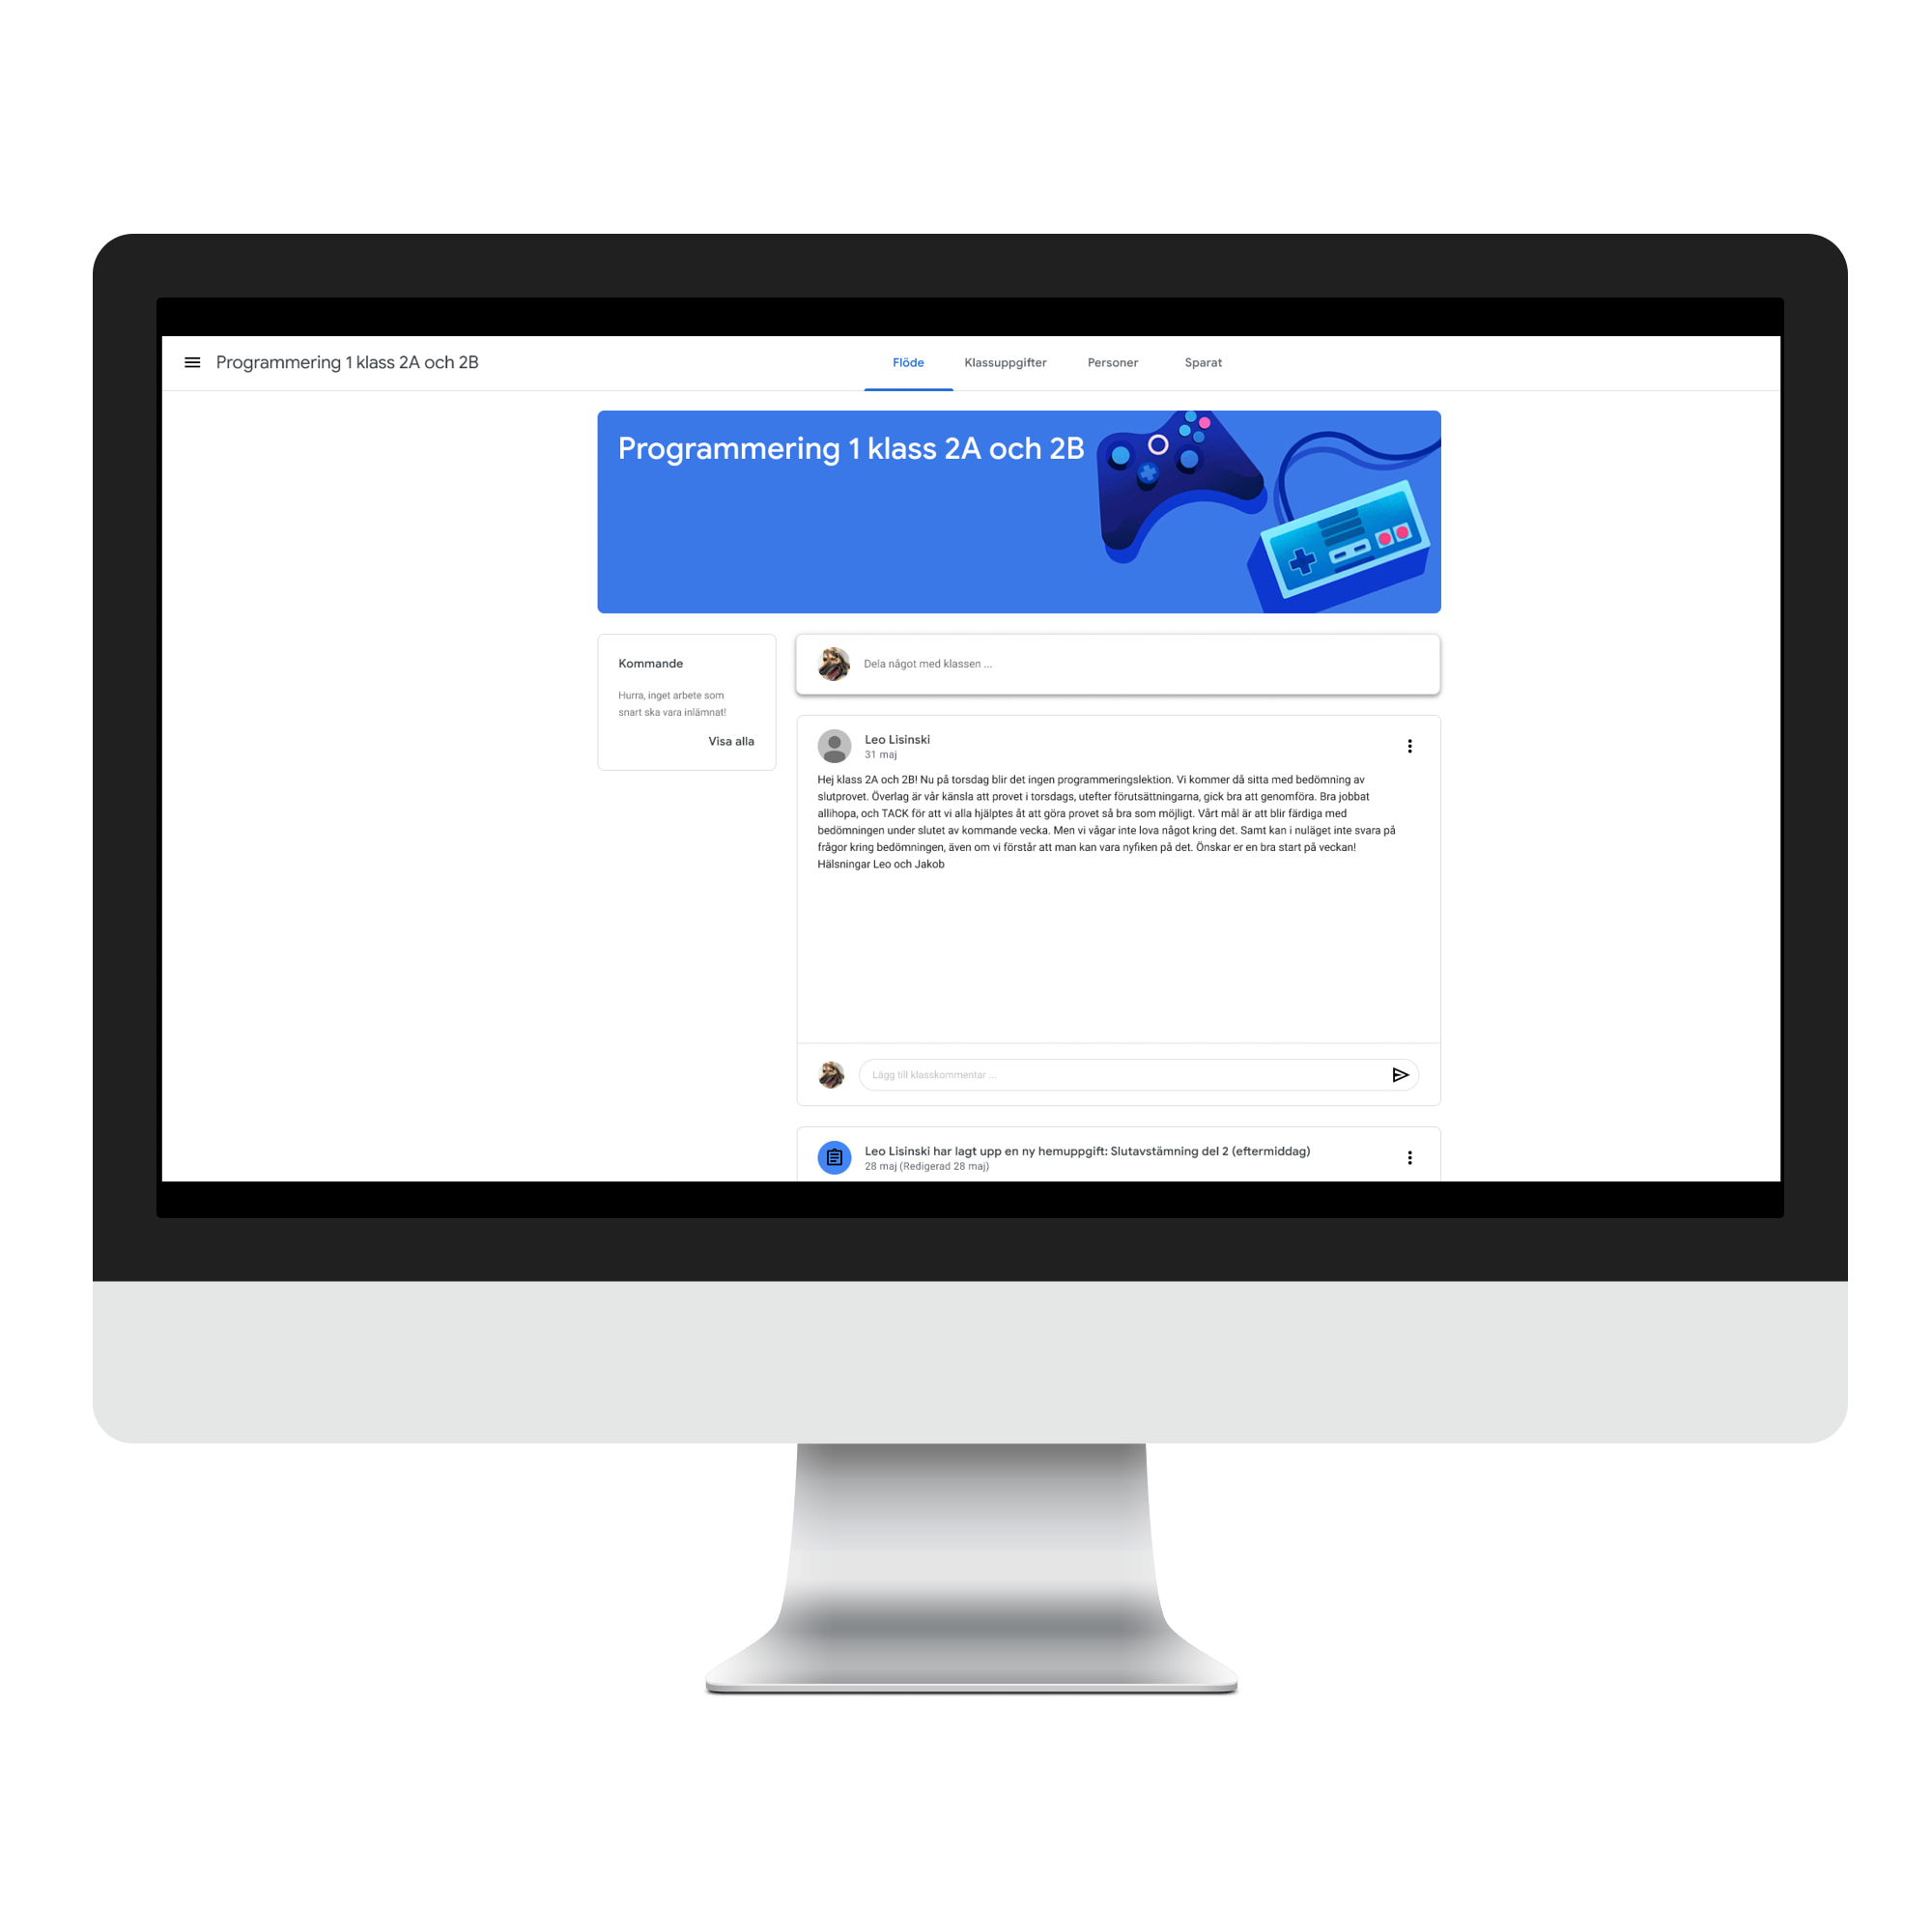 Programmering 1 klass 2A och 2B
Flöde
Klassuppgifter
Personer
Sparat
Programmering 1 klass 2A och 2B
Kommande
Hurra, inget arbete som
snart ska vara inlämnat!
Visa alla
Dela något med klassen ...
Leo Lisinski
31 maj
Hej klass 2A och 2B! Nu på torsdag blir det ingen programmeringslektion. Vi kommer då sitta med bedömning av
slutprovet. Överlag är vår känsla att provet i torsdags, utefter förutsättningarna, gick bra att genomföra. Bra jobbat
allihopa, och TACK för att vi alla hjälptes åt att göra provet så bra som möjligt. Vårt mål är att blir färdiga med
bedömningen under slutet av kommande vecka. Men vi vågar inte lova något kring det. Samt kan i nuläget inte svara på
frågor kring bedömningen, även om vi förstår att man kan vara nyfiken på det. Önskar er en bra start på veckan!
Hälsningar Leo och Jakob
Lägg till klasskommentar ...
Leo Lisinski har lagt upp en ny hemuppgift: Slutavstämning del 2 (eftermiddag)
28 maj (Redigerad 28 maj)